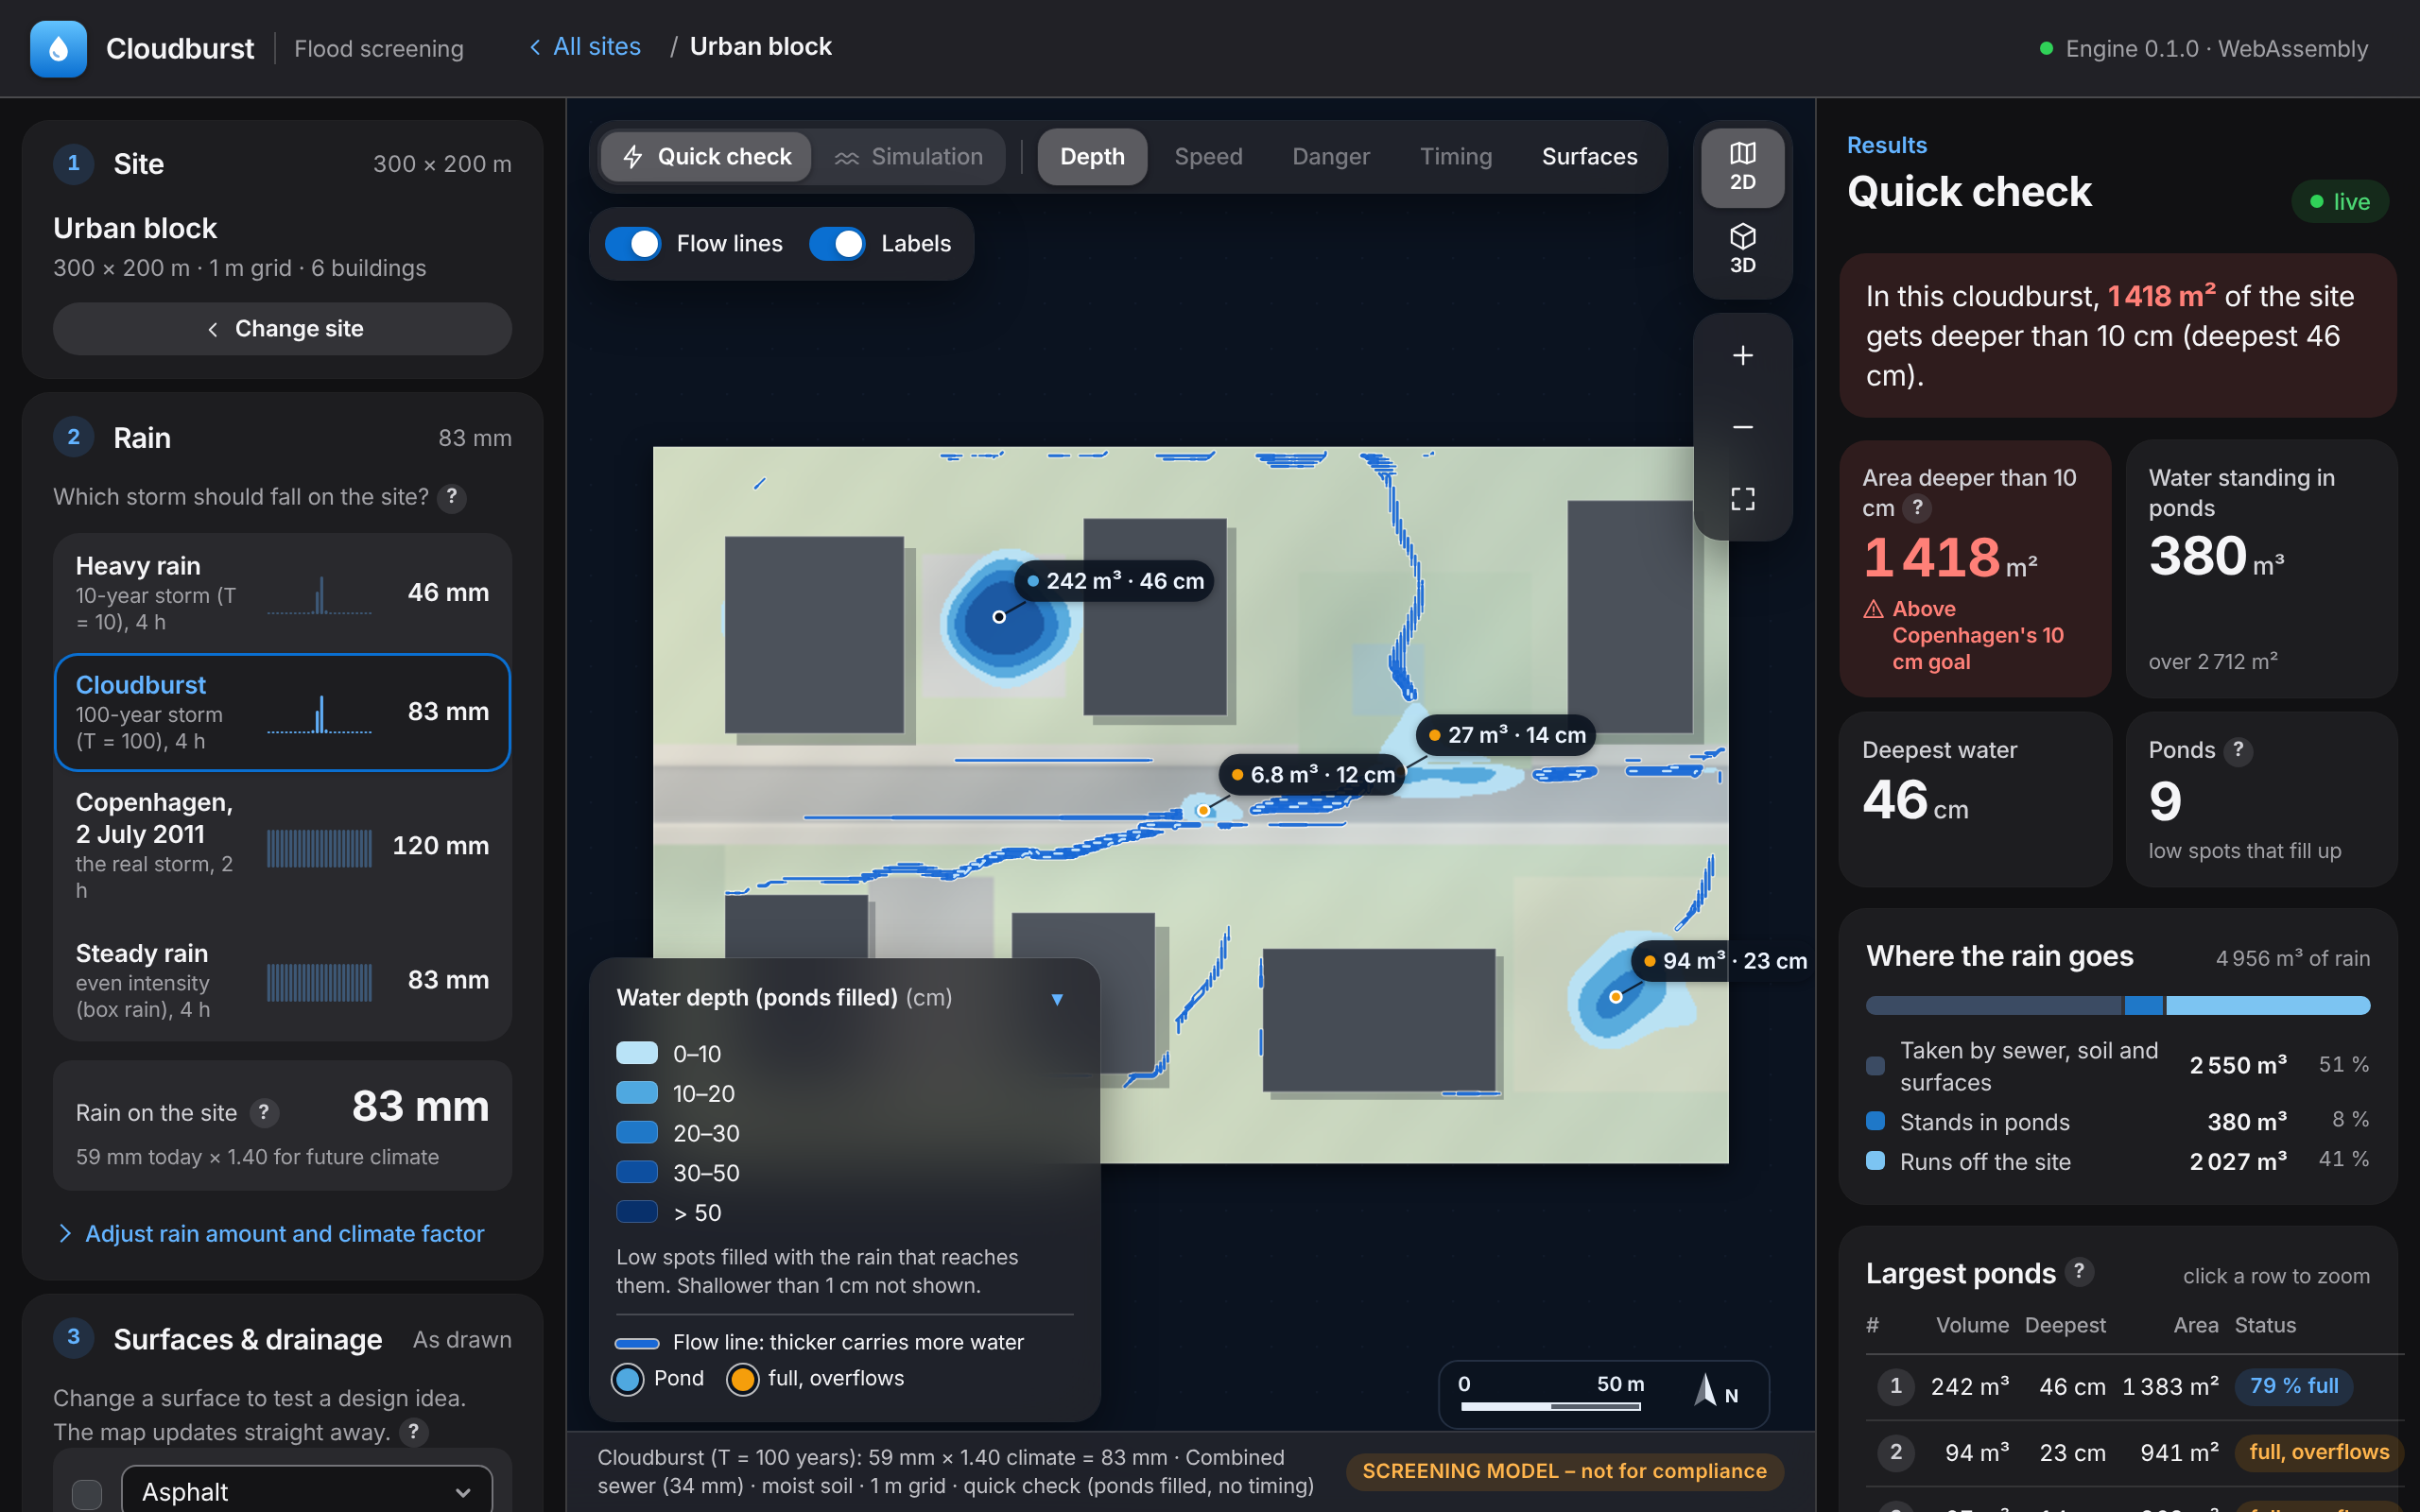 Cloudburst
Flood screening
All sites / Urban block
Engine 0.1.0 · WebAssembly
1 Site 300 × 200 m
Urban block
300 × 200 m · 1 m grid · 6 buildings
Change site
2 Rain 83 mm
Which storm should fall on the site? ?
Heavy rain
10-year storm (T
= 10), 4 h
46 mm
Cloudburst
100-year storm
(T = 100), 4 h
83 mm
Copenhagen,
2 July 2011
the real storm, 2
h
120 mm
Steady rain
even intensity
(box rain), 4 h
83 mm
Rain on the site ? 83 mm
59 mm today × 1.40 for future climate
Adjust rain amount and climate factor
3 Surfaces & drainage As drawn
Change a surface to test a design idea.
The map updates straight away. ?
Asphalt
Quick check Simulation Depth Speed Danger Timing Surfaces
Flow lines Labels
2D
3D
242 m³ · 46 cm
27 m³ · 14 cm
6.8 m³ · 12 cm
94 m³ · 23 cm
Water depth (ponds filled) (cm)
0–10
10–20
20–30
30–50
> 50
Low spots filled with the rain that reaches
them. Shallower than 1 cm not shown.
Flow line: thicker carries more water
Pond full, overflows
0 50 m N
Cloudburst (T = 100 years): 59 mm × 1.40 climate = 83 mm · Combined
sewer (34 mm) · moist soil · 1 m grid · quick check (ponds filled, no timing)
SCREENING MODEL – not for compliance
Results
Quick check
live
In this cloudburst, 1 418 m² of the site
gets deeper than 10 cm (deepest 46
cm).
Area deeper than 10
cm ?
1 418 m²
Above
Copenhagen's 10
cm goal
Water standing in
ponds
380 m³
over 2 712 m²
Deepest water
46 cm
Ponds ?
9
low spots that fill up
Where the rain goes 4 956 m³ of rain
Taken by sewer, soil and
surfaces
2 550 m³ 51 %
Stands in ponds 380 m³ 8 %
Runs off the site 2 027 m³ 41 %
Largest ponds ? click a row to zoom
# Volume Deepest Area Status
1 242 m³ 46 cm 1 383 m² 79 % full
2 94 m³ 23 cm 941 m² full, overflows